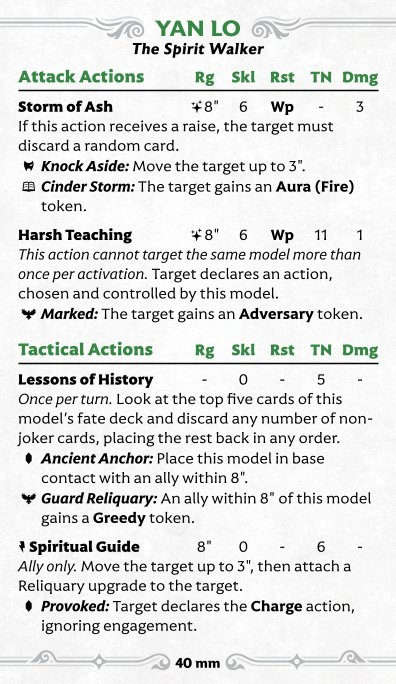 YAN LO
The Spirit Walker
Attack Actions Rg Skl Rst TN Dmg
Storm of Ash 8" 6 Wp - 3
If this action receives a raise, the target must
discard a random card.
Knock Aside: Move the target up to 3".
Cinder Storm: The target gains an Aura (Fire)
token.
Harsh Teaching 8" 6 Wp 11 1
This action cannot target the same model more than
once per activation. Target declares an action,
chosen and controlled by this model.
Marked: The target gains an Adversary token.
Tactical Actions Rg Skl Rst TN Dmg
Lessons of History - 0 - 5 -
Once per turn. Look at the top five cards of this
model's fate deck and discard any number of non-
joker cards, placing the rest back in any order.
Ancient Anchor: Place this model in base
contact with an ally within 8".
Guard Reliquary: An ally within 8" of this model
gains a Greedy token.
Spiritual Guide 8" 0 - 6 -
Ally only. Move the target up to 3", then attach a
Reliquary upgrade to the target.
Provoked: Target declares the Charge action,
ignoring engagement.
40 mm